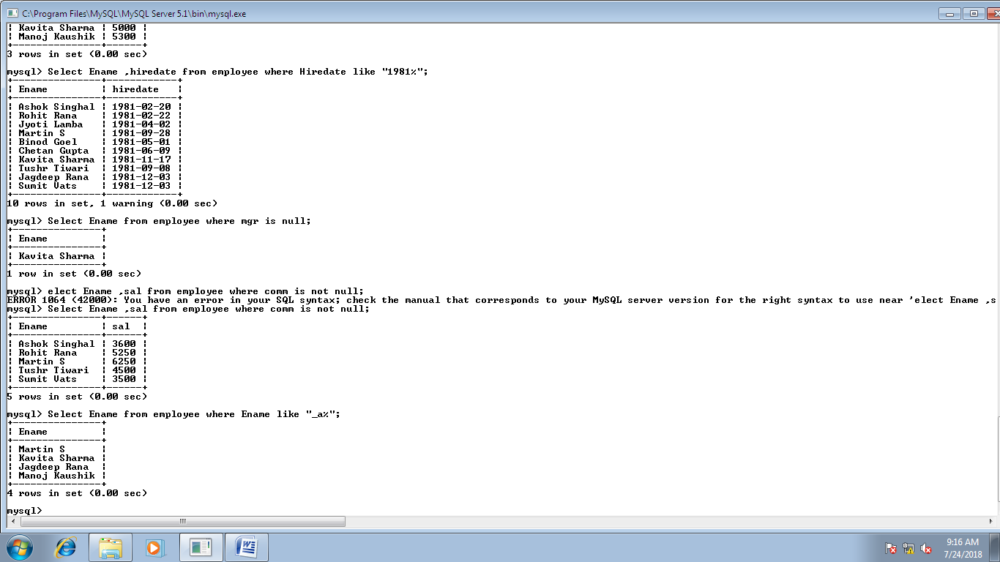 C:\Program Files\MySQL\MySQL Server 5.1\bin\mysql.exe
| Kavita Sharma | 5000 |
| Manoj Kaushik | 5300 |
+---------------+------+
3 rows in set (0.00 sec)
mysql> Select Ename ,hiredate from employee where Hiredate like "1981%";
+---------------+------------+
| Ename         | hiredate   |
+---------------+------------+
| Ashok Singhal | 1981-02-20 |
| Rohit Rana    | 1981-02-22 |
| Jyoti Lamba   | 1981-04-02 |
| Martin S      | 1981-09-28 |
| Binod Goel    | 1981-05-01 |
| Chetan Gupta  | 1981-06-09 |
| Kavita Sharma | 1981-11-17 |
| Tushr Tiwari  | 1981-09-08 |
| Jagdeep Rana  | 1981-12-03 |
| Sumit Vats    | 1981-12-03 |
+---------------+------------+
10 rows in set, 1 warning (0.00 sec)
mysql> Select Ename from employee where mgr is null;
+---------------+
| Ename         |
+---------------+
| Kavita Sharma |
+---------------+
1 row in set (0.00 sec)
mysql> elect Ename ,sal from employee where comm is not null;
ERROR 1064 (42000): You have an error in your SQL syntax; check the manual that corresponds to your MySQL server version for the right syntax to use near 'elect Ename ,s
mysql> Select Ename ,sal from employee where comm is not null;
+---------------+------+
| Ename         | sal  |
+---------------+------+
| Ashok Singhal | 3600 |
| Rohit Rana    | 5250 |
| Martin S      | 6250 |
| Tushr Tiwari  | 4500 |
| Sumit Vats    | 3500 |
+---------------+------+
5 rows in set (0.00 sec)
mysql> Select Ename from employee where Ename like "_a%";
+---------------+
| Ename         |
+---------------+
| Martin S      |
| Kavita Sharma |
| Jagdeep Rana  |
| Manoj Kaushik |
+---------------+
4 rows in set (0.00 sec)
mysql>
9:16 AM
7/24/2018